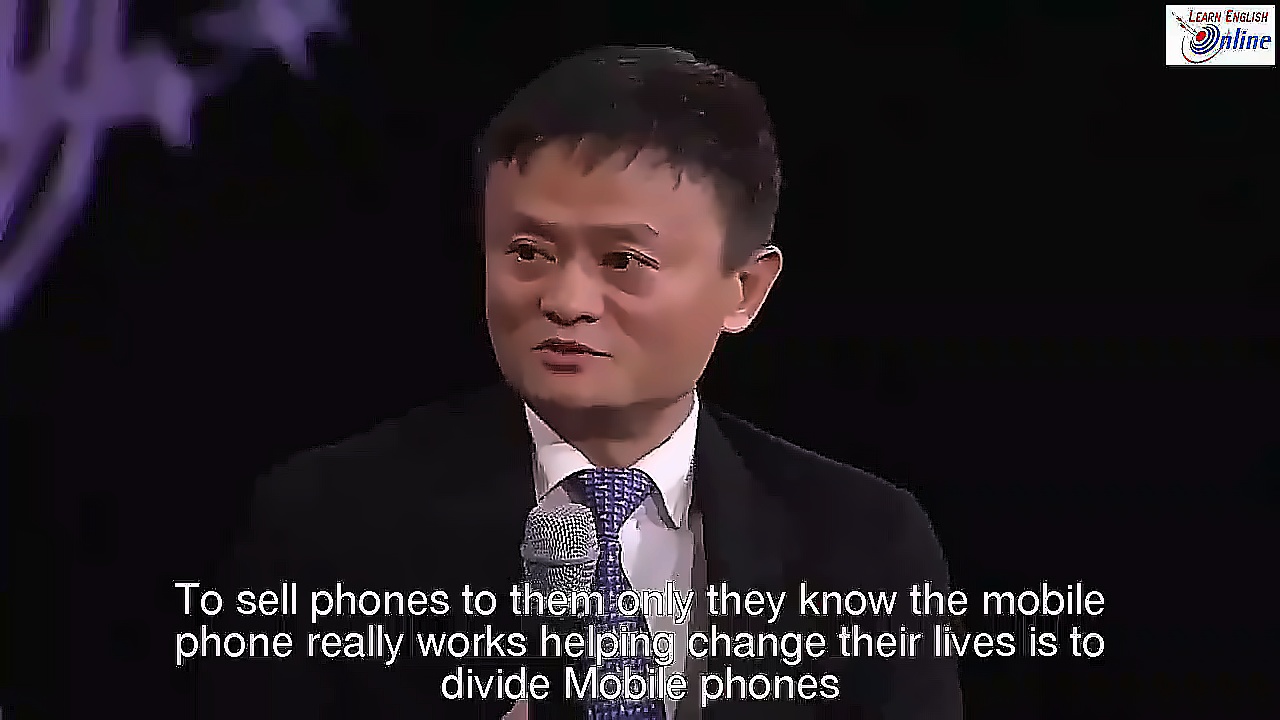 LEARN ENGLISH
Online
To sell phones to them only they know the mobile
phone really works helping change their lives is to
divide Mobile phones